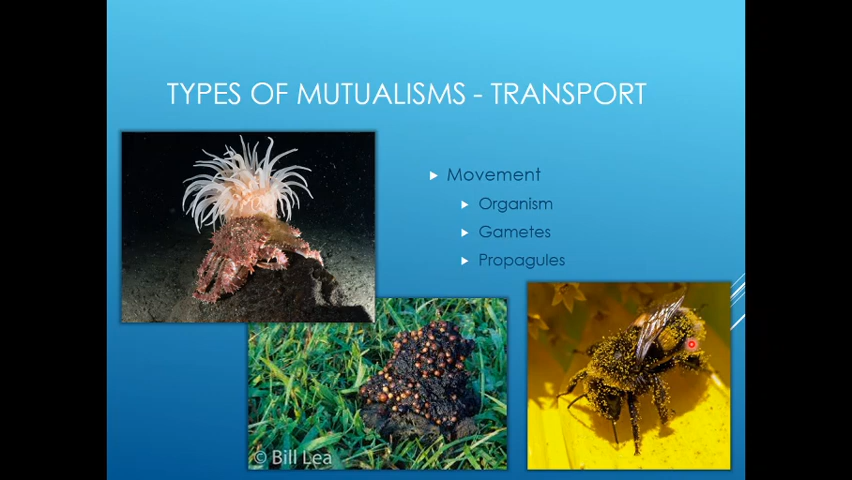 TYPES OF MUTUALISMS - TRANSPORT
Movement
Organism
Gametes
Propagules
© Bill Lea